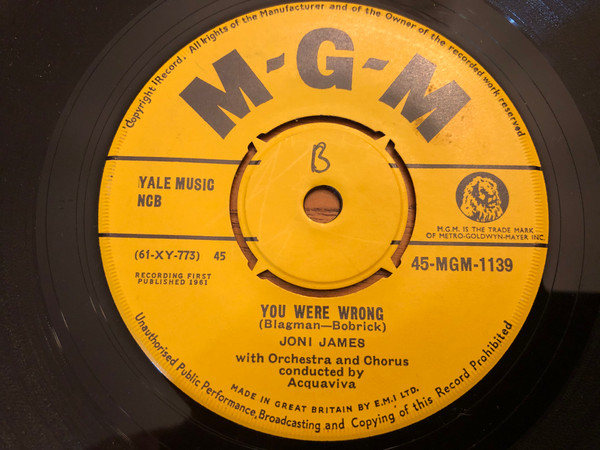 (Copyright) (Record). All rights of the Manufacturer and of the Owner of the recorded work reserved
M-G-M
B
YALE MUSIC
NCB
M.G.M. IS THE TRADE MARK
OF METRO-GOLDWYN-MAYER INC.
(61-XY-773) 45
45-MGM-1139
RECORDING FIRST
PUBLISHED 1961
YOU WERE WRONG
(Blagman—Bobrick)
JONI JAMES
with Orchestra and Chorus
conducted by
Acquaviva
MADE IN GREAT BRITAIN BY E.M.I LTD.
Unauthorised Public Performance, Broadcasting and Copying of this Record Prohibited